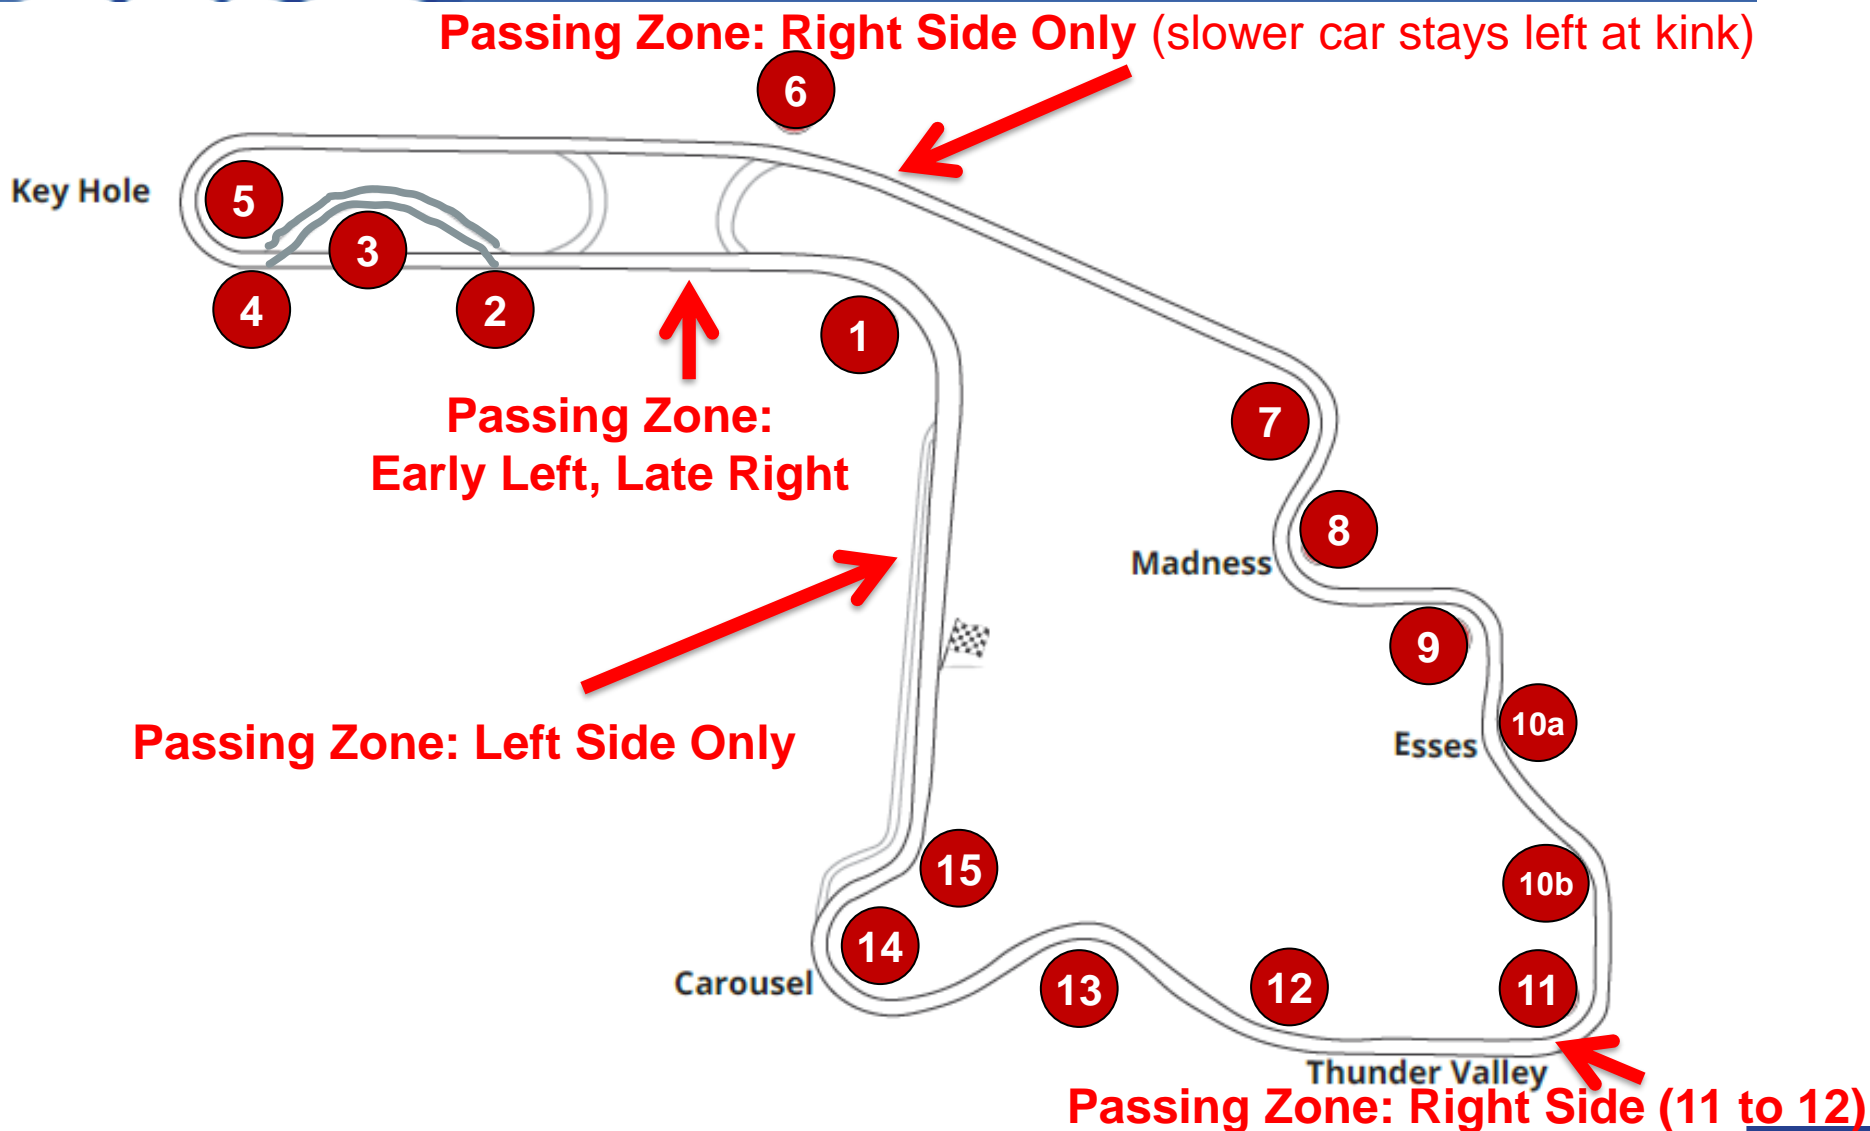 Passing Zone: Right Side Only (slower car stays left at kink)
6
Key Hole
5
3
4
2
1
Passing Zone:
Early Left, Late Right
7
8
Madness
9
10a
Esses
Passing Zone: Left Side Only
15
10b
14
Carousel
13
12
11
Thunder Valley
Passing Zone: Right Side (11 to 12)